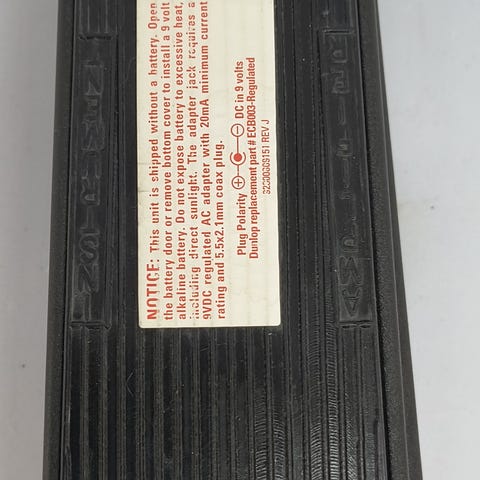 INSTRUMENT
NOTICE: This unit is shipped without a battery. Open
the battery door or remove bottom cover to install a 9 volt
alkaline battery. Do not expose battery to excessive heat,
including direct sunlight. The adapter jack requires a
9VDC regulated AC adapter with 20mA minimum current
rating and 5.5x2.1mm coax plug.
Plug Polarity DC in 9 volts
Dunlop replacement part # ECB003-Regulated
REV J
AMPLIFIER